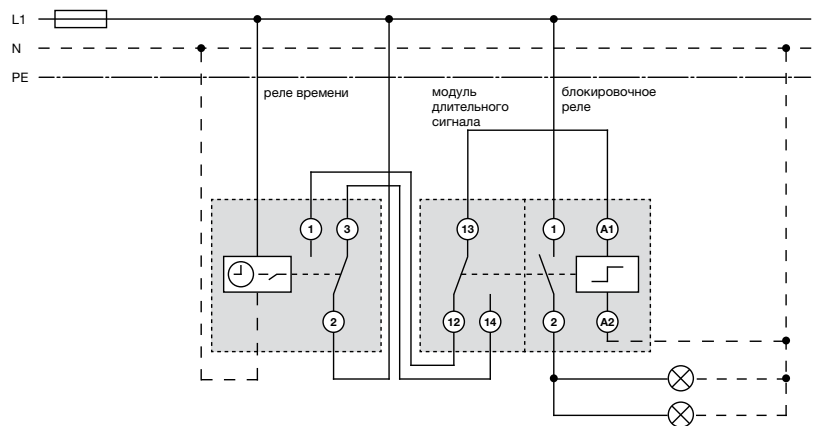 L1
N
PE
реле времени
модуль
длительного
сигнала
блокировочное
реле
1
3
13
1
A1
2
12
14
2
A2